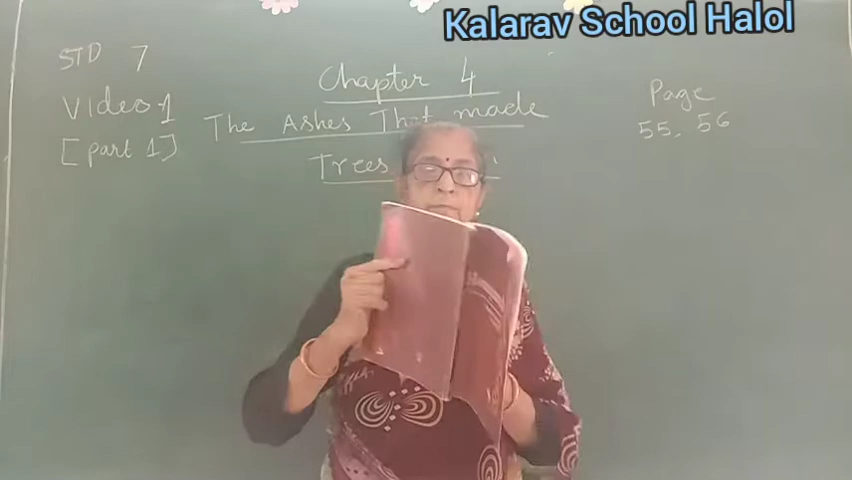 Kalarav School Halol
STD 7
Chapter 4
Page
Video-1
The Ashes That made
55, 56
[part 1]
Trees